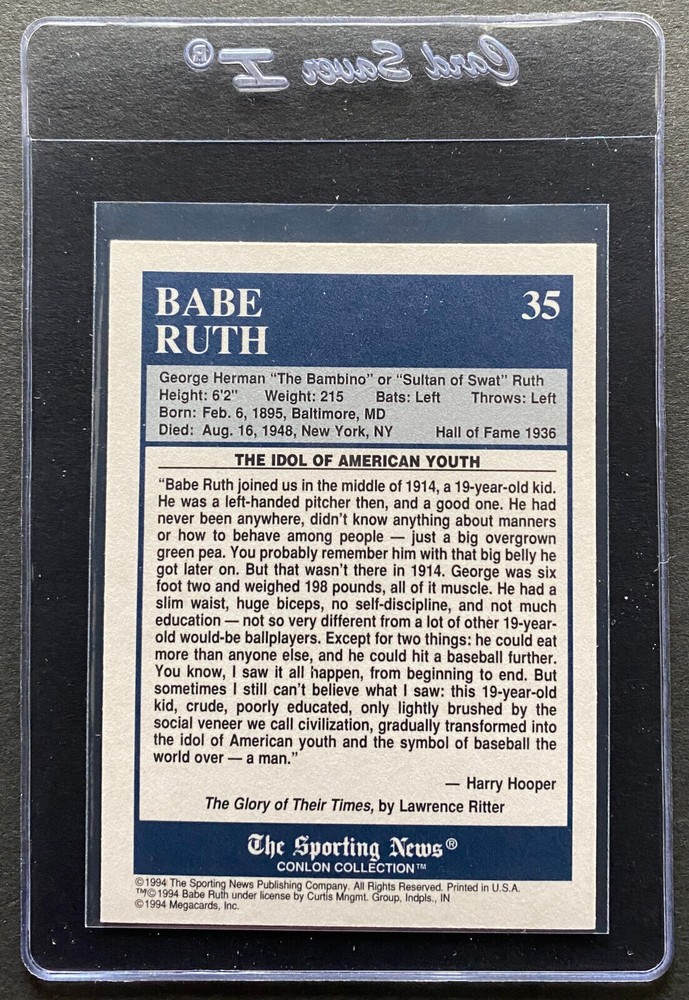 Card Saver I®
BABE 35
RUTH
George Herman “The Bambino” or “Sultan of Swat” Ruth
Height: 6'2" Weight: 215 Bats: Left Throws: Left
Born: Feb. 6, 1895, Baltimore, MD
Died: Aug. 16, 1948, New York, NY Hall of Fame 1936
THE IDOL OF AMERICAN YOUTH
“Babe Ruth joined us in the middle of 1914, a 19-year-old kid.
He was a left-handed pitcher then, and a good one. He had
never been anywhere, didn’t know anything about manners
or how to behave among people — just a big overgrown
green pea. You probably remember him with that big belly he
got later on. But that wasn’t there in 1914. George was six
foot two and weighed 198 pounds, all of it muscle. He had a
slim waist, huge biceps, no self-discipline, and not much
education — not so very different from a lot of other 19-year-
old would-be ballplayers. Except for two things: he could eat
more than anyone else, and he could hit a baseball further.
You know, I saw it all happen, from beginning to end. But
sometimes I still can’t believe what I saw: this 19-year-old
kid, crude, poorly educated, only lightly brushed by the
social veneer we call civilization, gradually transformed into
the idol of American youth and the symbol of baseball the
world over — a man.”
— Harry Hooper
The Glory of Their Times, by Lawrence Ritter
The Sporting News®
CONLON COLLECTION™
©1994 The Sporting News Publishing Company. All Rights Reserved. Printed in U.S.A.
™©1994 Babe Ruth under license by Curtis Mngmt. Group, Indpls., IN
©1994 Megacards, Inc.